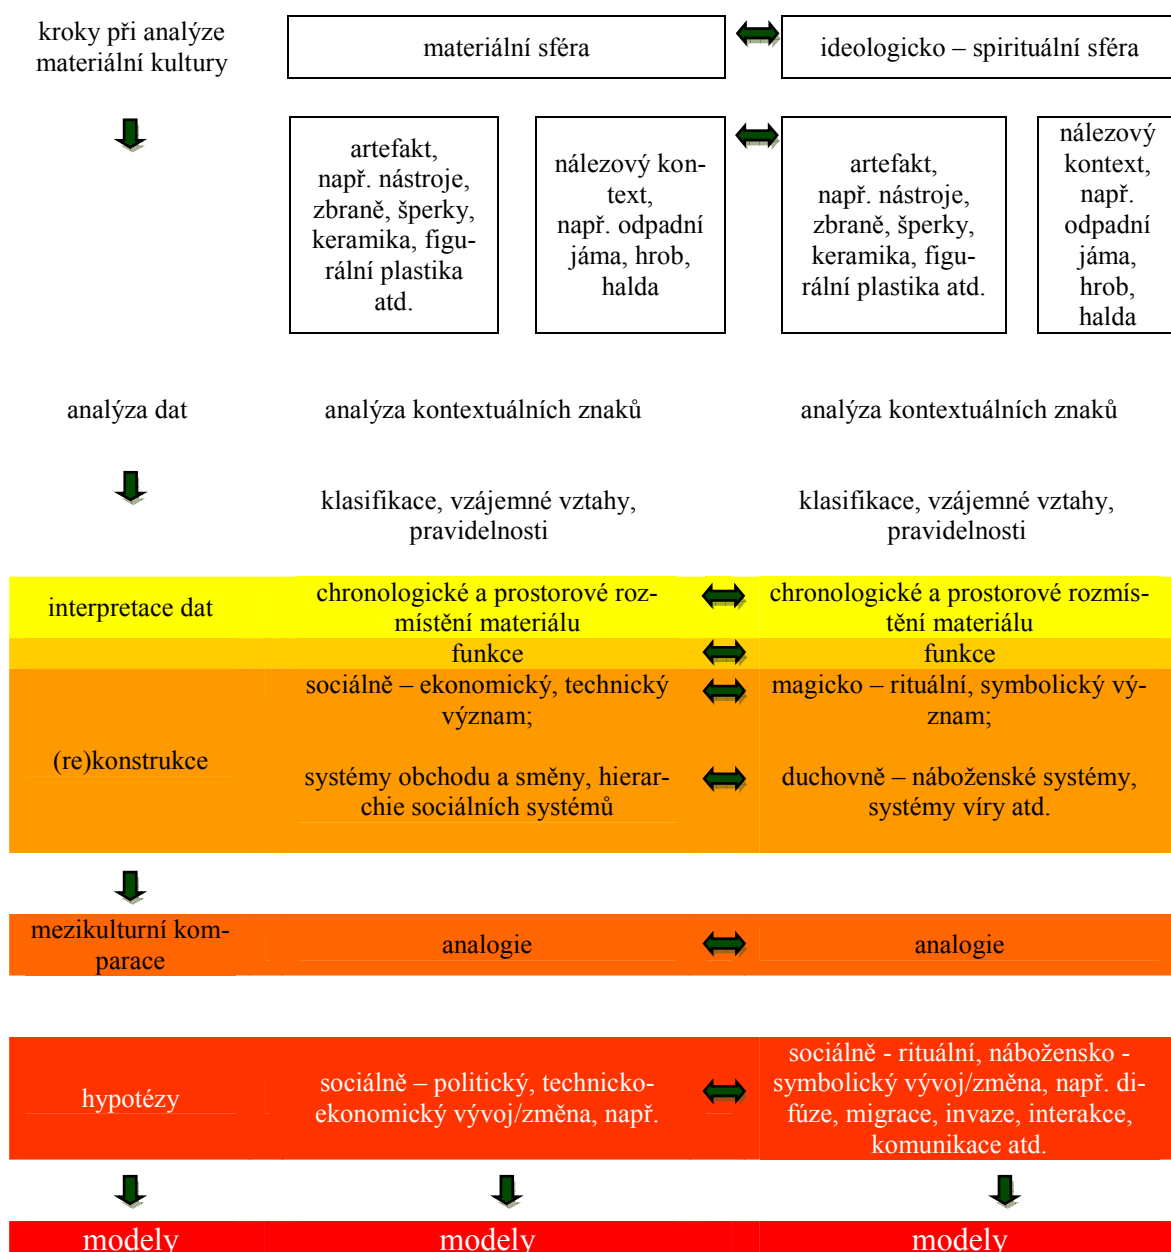 kroky při analýze
materiální kultury
materiální sféra
ideologicko – spirituální sféra
artefakt,
např. nástroje,
zbraně, šperky,
keramika, figu-
rální plastika
atd.
nálezový kon-
text,
např. odpadní
jáma, hrob,
halda
artefakt,
např. nástroje,
zbraně, šperky,
keramika, figu-
rální plastika atd.
nálezový
kontext,
např.
odpadní
jáma,
hrob,
halda
analýza dat
analýza kontextuálních znaků
analýza kontextuálních znaků
klasifikace, vzájemné vztahy,
pravidelnosti
klasifikace, vzájemné vztahy,
pravidelnosti
interpretace dat
chronologické a prostorové roz-
místění materiálu
chronologické a prostorové rozmís-
tění materiálu
funkce
funkce
(re)konstrukce
sociálně – ekonomický, technický
význam;
magicko – rituální, symbolický vý-
znam;
systémy obchodu a směny, hierar-
chie sociálních systémů
duchovně – náboženské systémy,
systémy víry atd.
mezikulturní kom-
parace
analogie
analogie
hypotézy
sociálně – politický, technicko-
ekonomický vývoj/změna, např.
sociálně - rituální, nábožensko -
symbolický vývoj/změna, např. di-
fúze, migrace, invaze, interakce,
komunikace atd.
modely
modely
modely